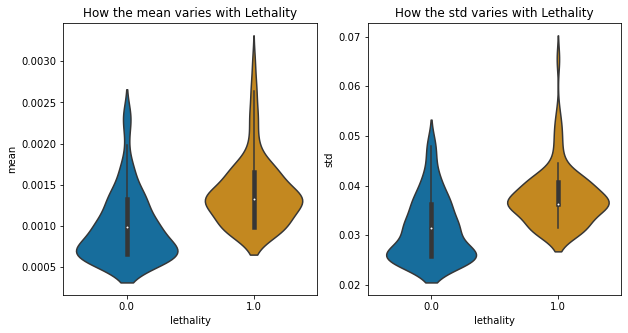 How the mean varies with Lethality
mean
0.0030
0.0025
0.0020
0.0015
0.0010
0.0005
0.0
1.0
lethality
How the std varies with Lethality
std
0.07
0.06
0.05
0.04
0.03
0.02
0.0
1.0
lethality